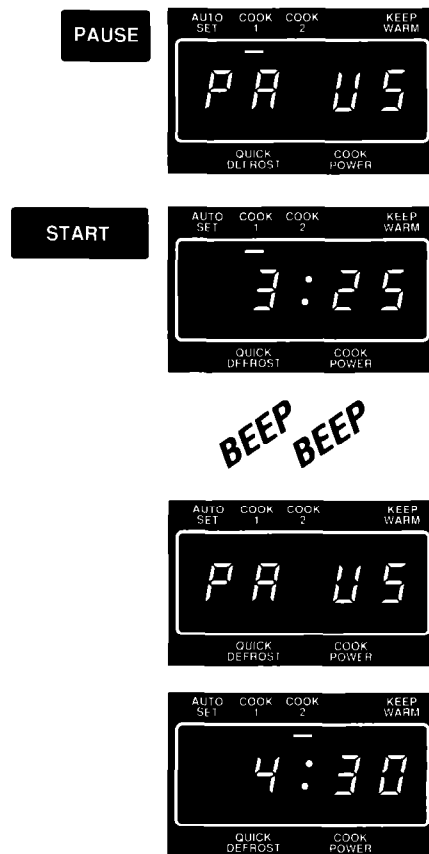 PAUSE
AUTO SET COOK 1 COOK 2 KEEP WARM
PA US
QUICK DEFROST COOK POWER
START
AUTO SET COOK 1 COOK 2 KEEP WARM
3:25
QUICK DEFROST COOK POWER
BEEP BEEP
AUTO SET COOK 1 COOK 2 KEEP WARM
PA US
QUICK DEFROST COOK POWER
AUTO SET COOK 1 COOK 2 KEEP WARM
4:30
QUICK DEFROST COOK POWER